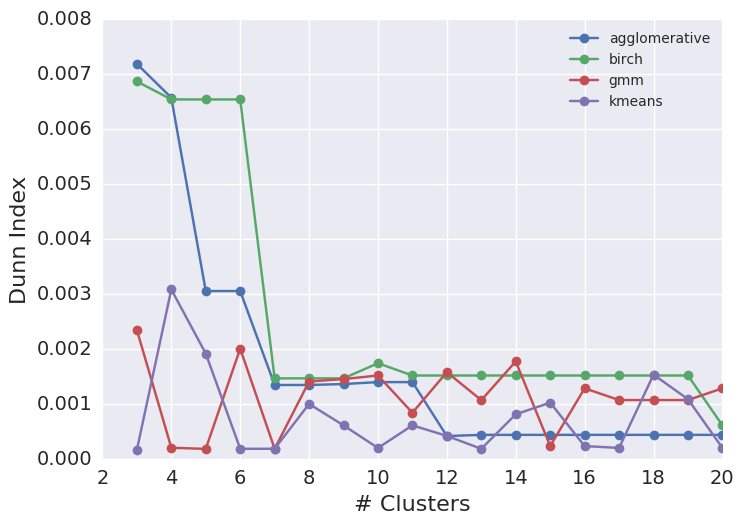 0.008
0.007
0.006
0.005
0.004
0.003
0.002
0.001
0.000
Dunn Index
2 4 6 8 10 12 14 16 18 20
# Clusters
agglomerative
birch
gmm
kmeans